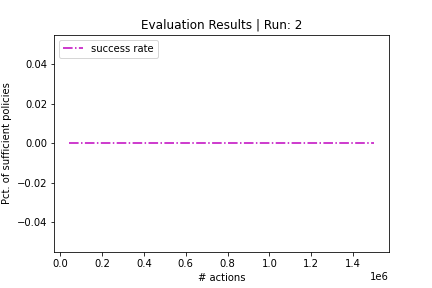 Evaluation Results | Run: 2
success rate
Pct. of sufficient policies
0.04
0.02
0.00
−0.02
−0.04
0.0 0.2 0.4 0.6 0.8 1.0 1.2 1.4
1e6
# actions